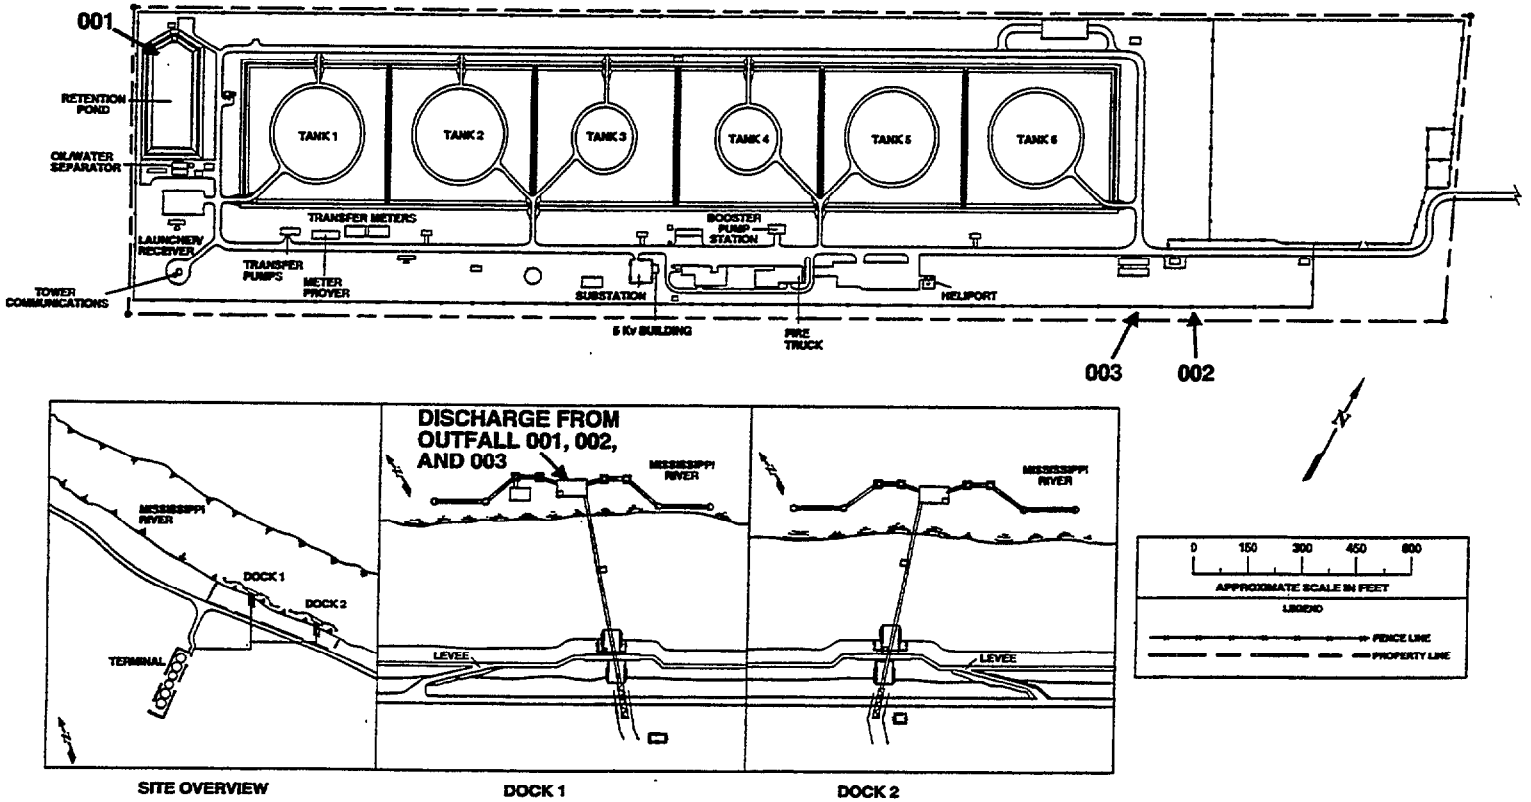 001
RETENTION
POND
OIL/WATER
SEPARATOR
TANK 1
TANK 2
TANK 3
TANK 4
TANK 5
TANK 6
TRANSFER METERS
BOOSTER
PUMP
STATION
LAUNCHER/
RECEIVER
TRANSFER
PUMPS
METER
PROVER
TOWER
COMMUNICATIONS
SUBSTATION
HELIPORT
5 KV BUILDING
FIRE
TRUCK
003
002
N
DISCHARGE FROM
OUTFALL 001, 002,
AND 003
MISSISSIPPI
RIVER
DOCK 1
DOCK 2
TERMINAL
N
SITE OVERVIEW
N
MISSISSIPPI
RIVER
LEVEE
DOCK 1
N
MISSISSIPPI
RIVER
LEVEE
DOCK 2
0 150 300 450 600
APPROXIMATE SCALE IN FEET
LEGEND
FENCE LINE
PROPERTY LINE